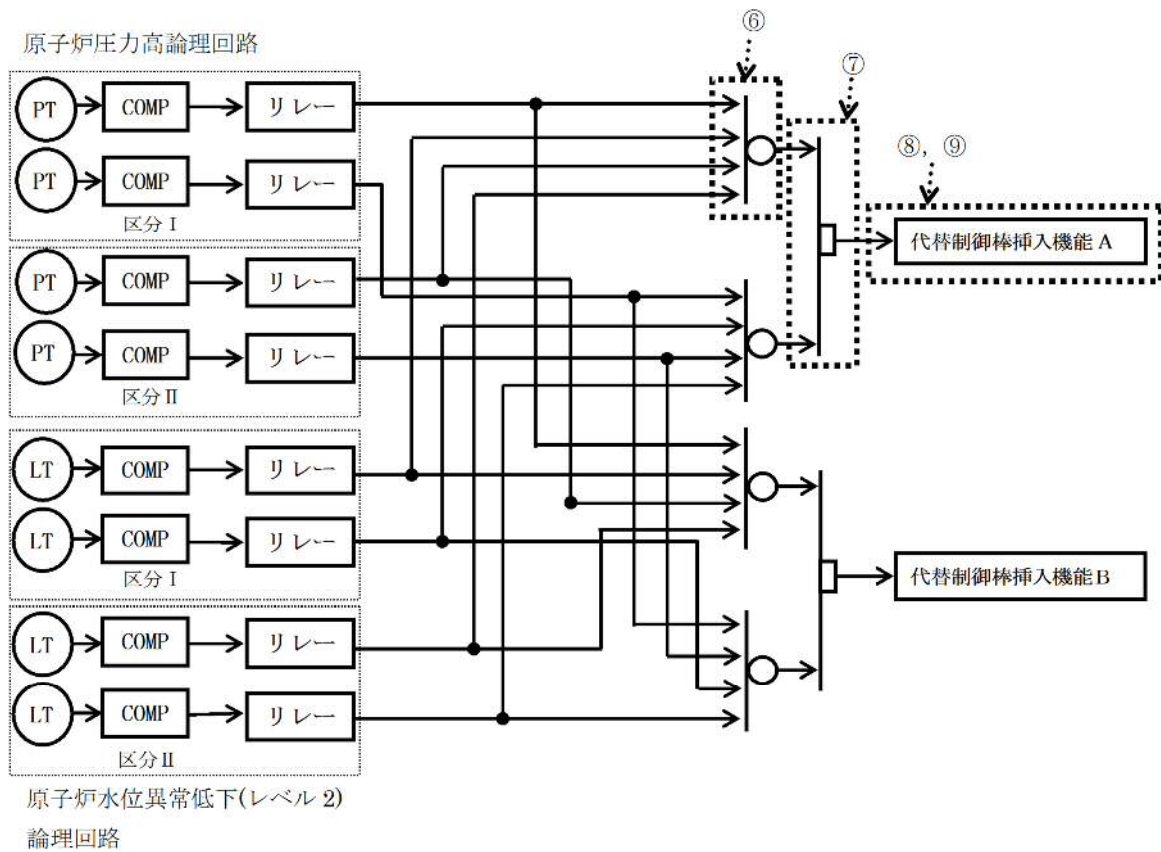 原子炉圧力高論理回路
PT COMP リレー
PT COMP リレー
区分Ⅰ
PT COMP リレー
PT COMP リレー
区分Ⅱ
LT COMP リレー
LT COMP リレー
区分Ⅰ
LT COMP リレー
LT COMP リレー
区分Ⅱ
原子炉水位異常低下(レベル2)
論理回路
⑥
⑦
⑧, ⑨
代替制御棒挿入機能A
代替制御棒挿入機能B